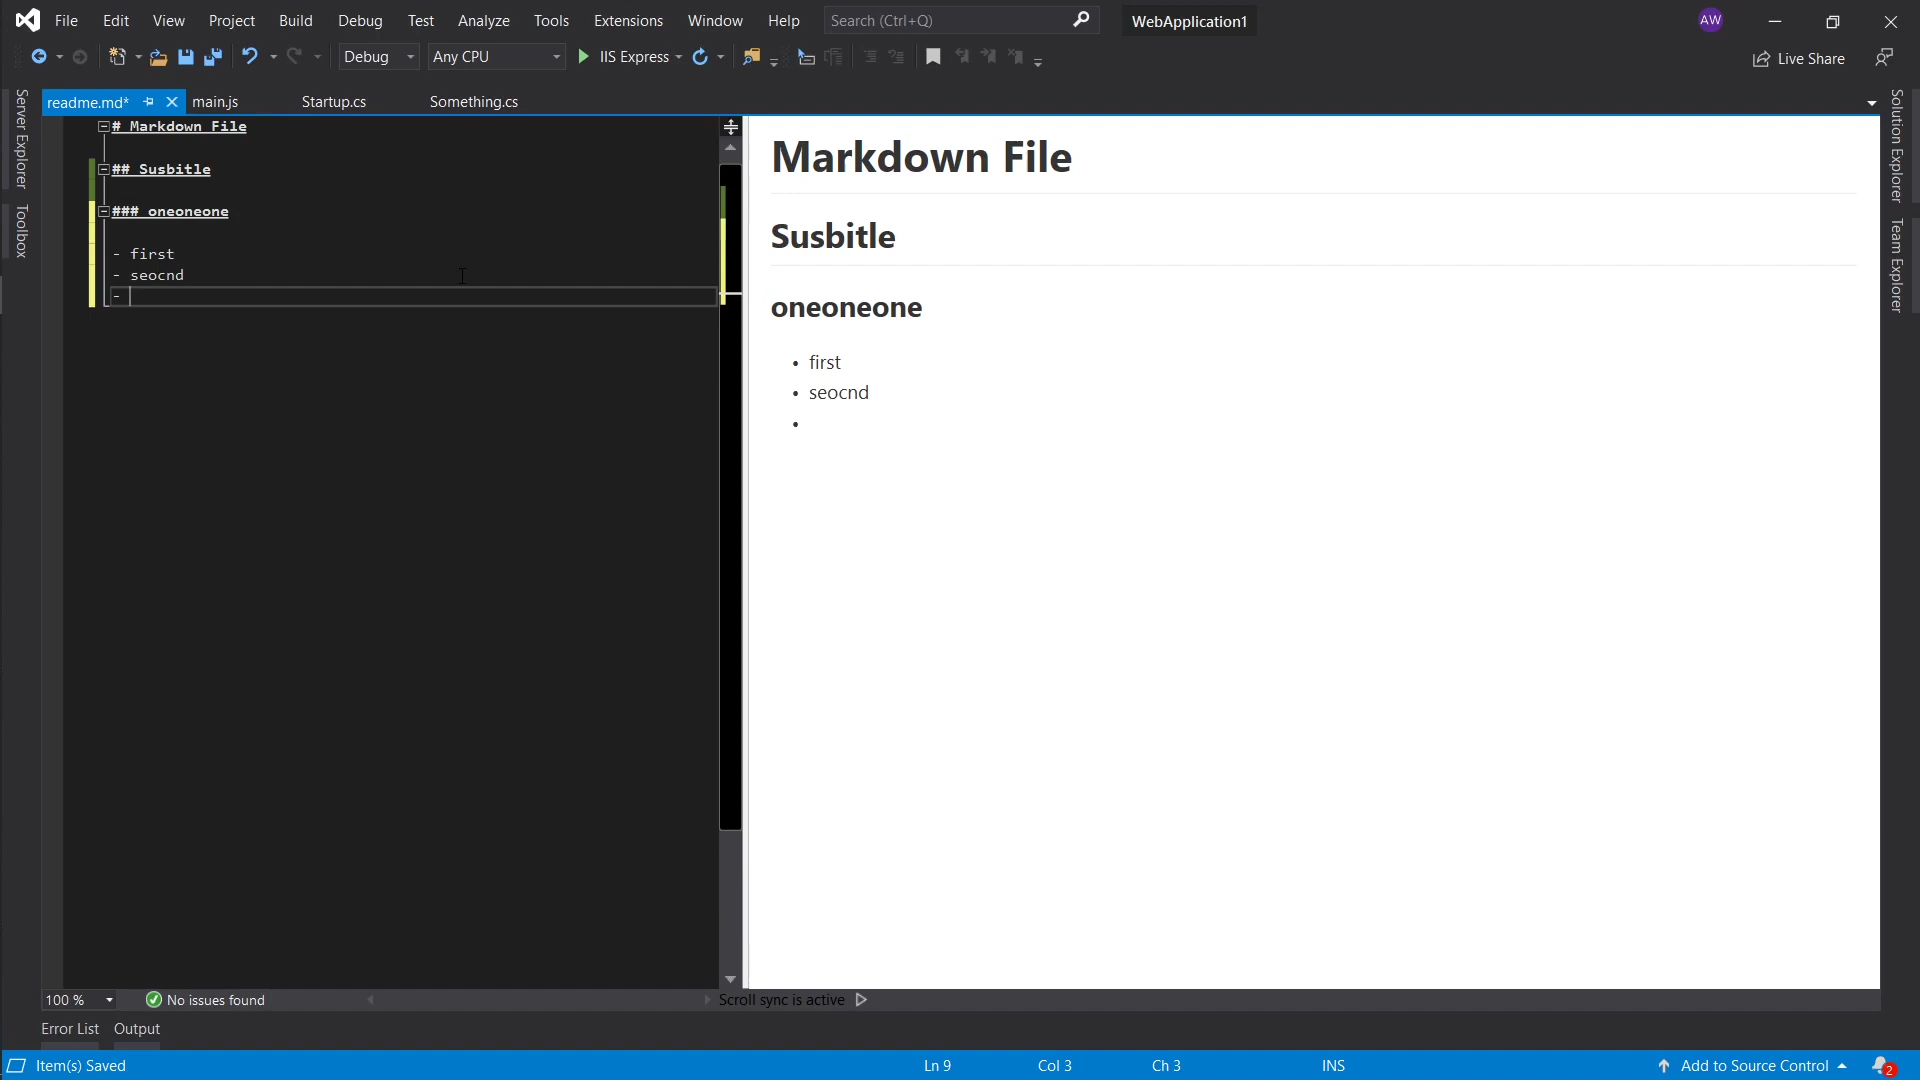 File Edit View Project Build Debug Test Analyze Tools Extensions Window Help Search (Ctrl+Q) WebApplication1 AW
Debug Any CPU IIS Express Live Share
readme.md* main.js Startup.cs Something.cs
Server Explorer
Toolbox
# Markdown File
## Susbitle
### oneoneone
- first
- seocnd
-
Markdown File
Susbitle
oneoneone
• first
• seocnd
•
Solution Explorer
Team Explorer
100 % No issues found Scroll sync is active
Error List Output
Item(s) Saved Ln 9 Col 3 Ch 3 INS Add to Source Control 2